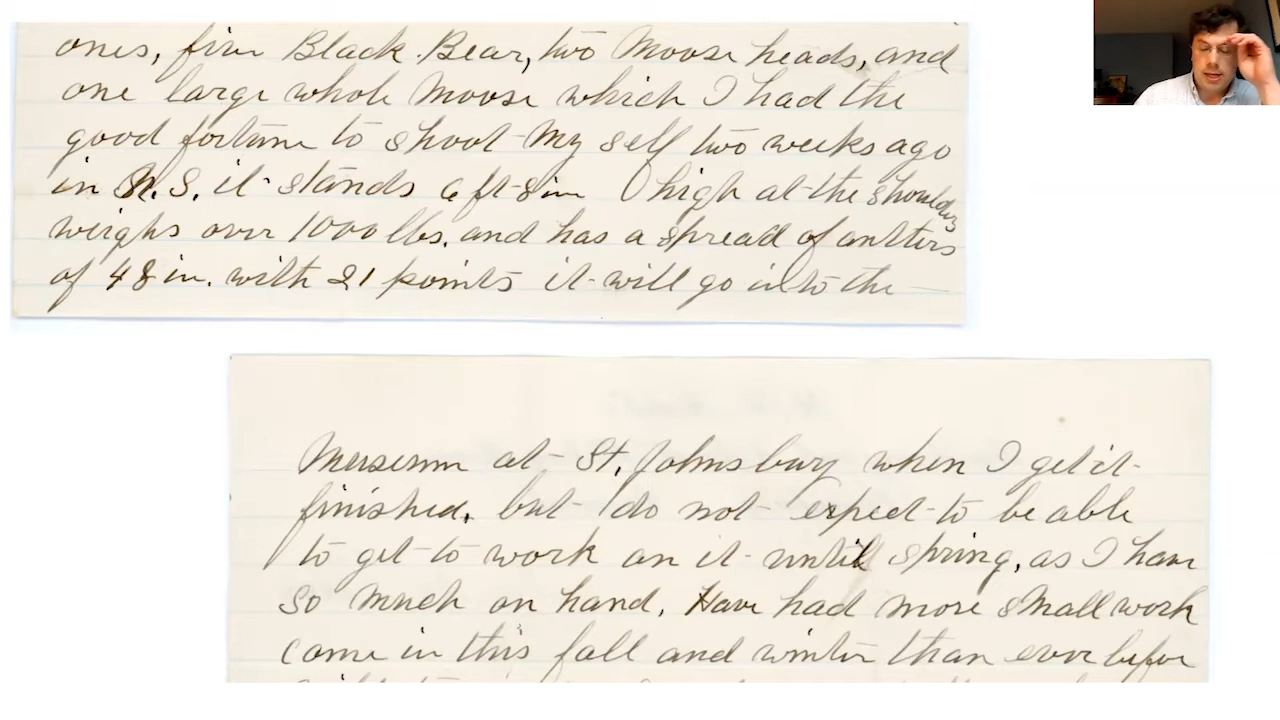 ones, five Black Bear, two Moose heads, and
one large whole Moose which I had the
good fortune to shoot My self two weeks ago
in N.S. it stands 6 ft 8 in high at the shoulders
weighs over 1000 lbs. and has a spread of antlers
of 48 in. with 21 points it will go into the
Museum at St. Johnsbury when I get it
finished. but I do not expect to be able
to get to work on it until spring, as I have
so much on hand. Have had more small work
come in this fall and winter than ever before